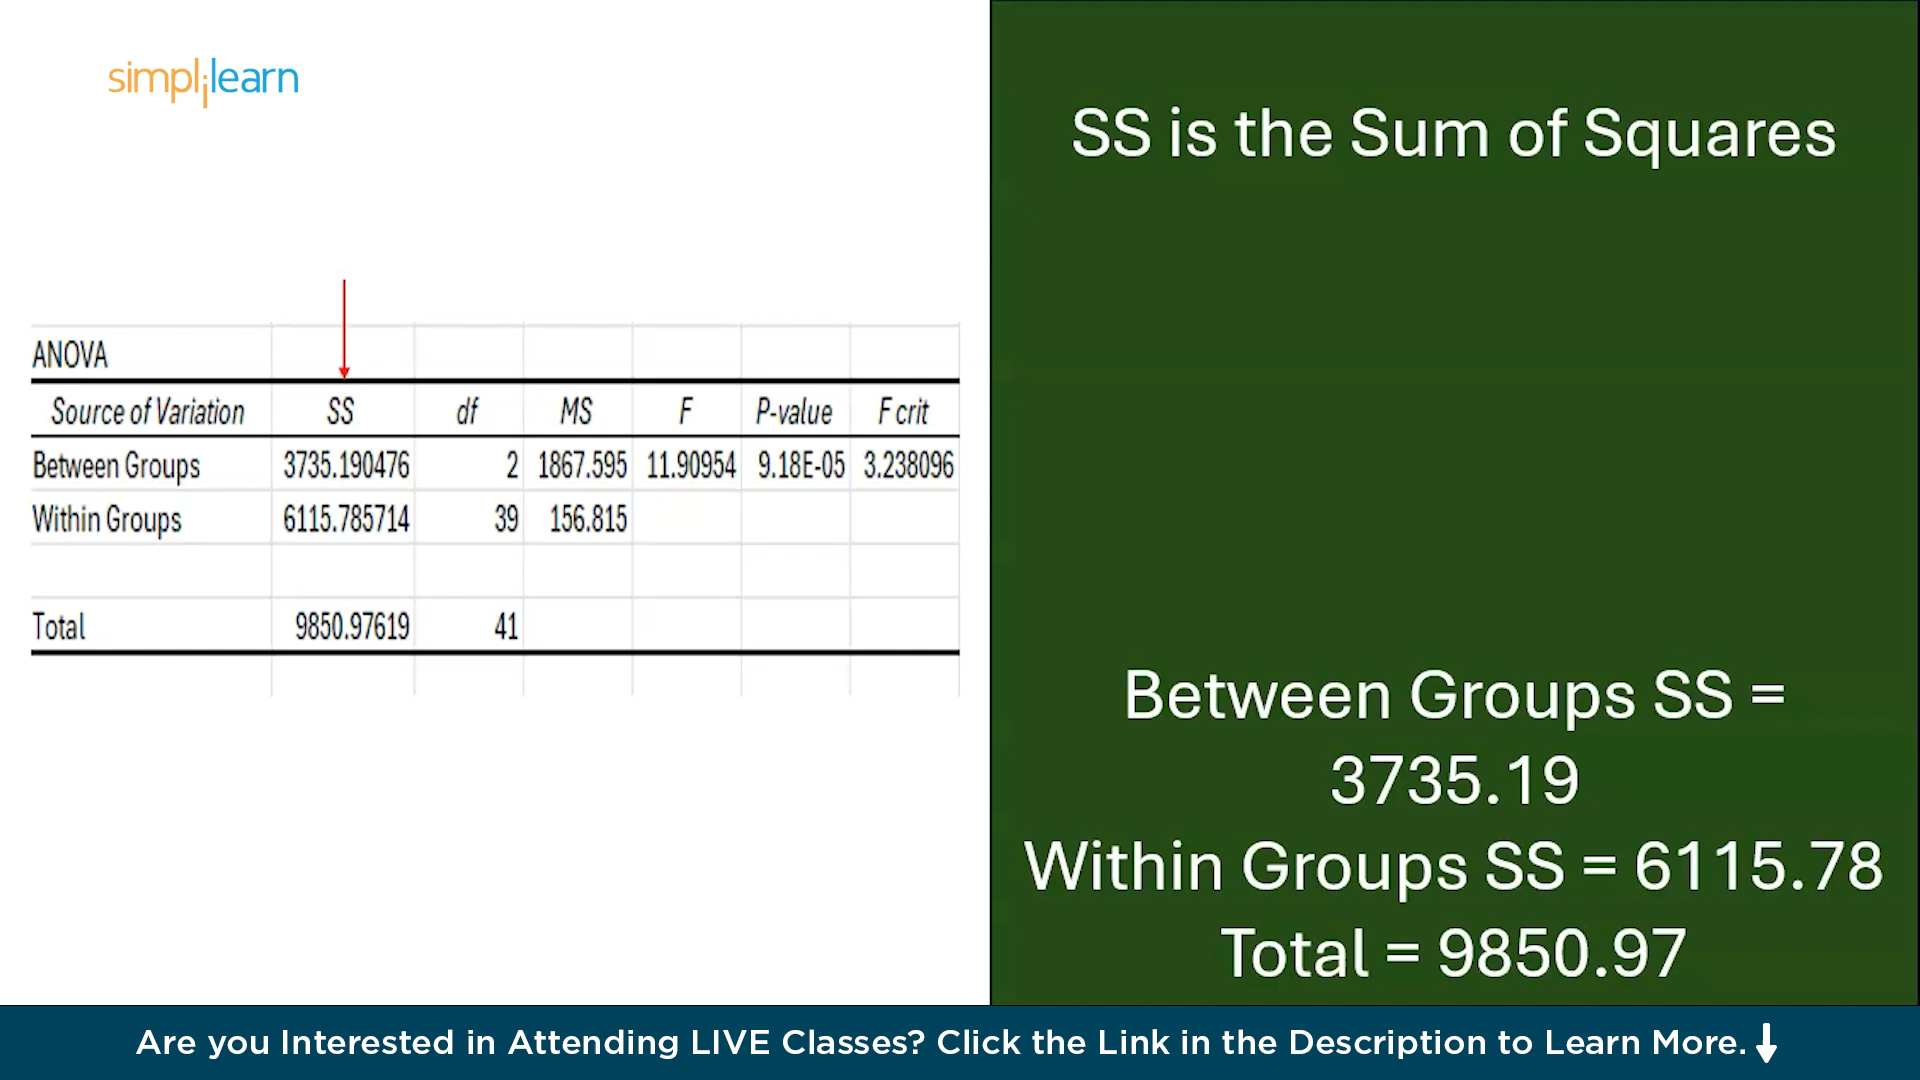 simplilearn
ANOVA
Source of Variation SS df MS F P-value F crit
Between Groups 3735.190476 2 1867.595 11.90954 9.18E-05 3.238096
Within Groups 6115.785714 39 156.815
Total 9850.97619 41
SS is the Sum of Squares
Between Groups SS =
3735.19
Within Groups SS = 6115.78
Total = 9850.97
Are you Interested in Attending LIVE Classes? Click the Link in the Description to Learn More.